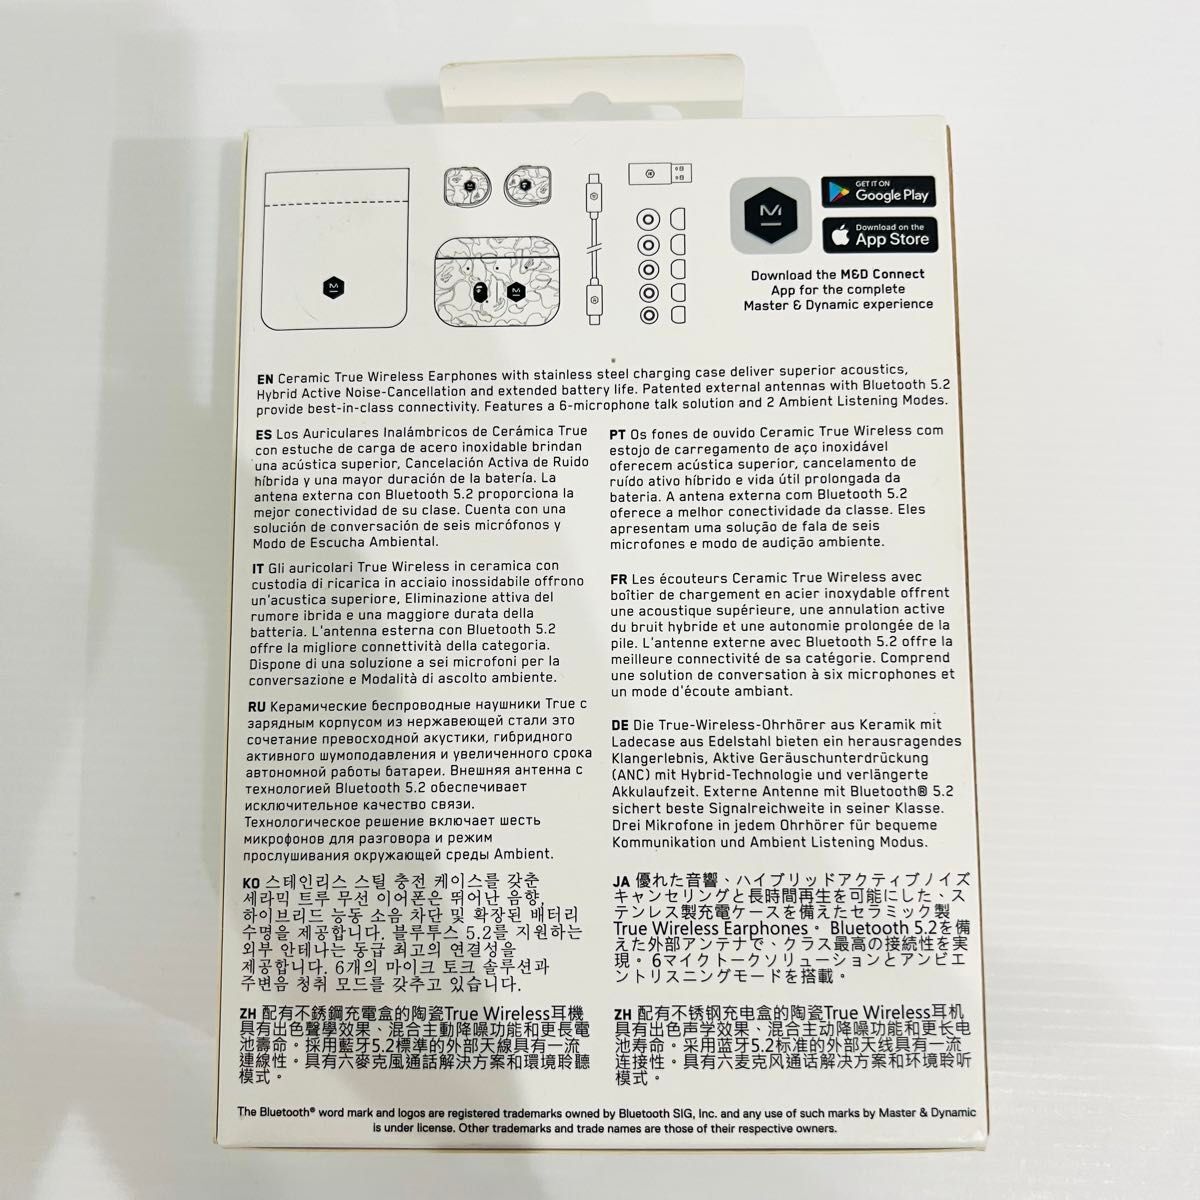 GET IT ON
Google Play
Download on the
App Store
Download the M&D Connect
App for the complete
Master & Dynamic experience
EN Ceramic True Wireless Earphones with stainless steel charging case deliver superior acoustics,
Hybrid Active Noise-Cancellation and extended battery life. Patented external antennas with Bluetooth 5.2
provide best-in-class connectivity. Features a 6-microphone talk solution and 2 Ambient Listening Modes.
ES Los Auriculares Inalámbricos de Cerámica True
con estuche de carga de acero inoxidable brindan
una acústica superior, Cancelación Activa de Ruido
híbrida y una mayor duración de la batería. La
antena externa con Bluetooth 5.2 proporciona la
mejor conectividad de su clase. Cuenta con una
solución de conversación de seis micrófonos y
Modo de Escucha Ambiental.
IT Gli auricolari True Wireless in ceramica con
custodia di ricarica in acciaio inossidabile offrono
un'acustica superiore, Eliminazione attiva del
rumore ibrida e una maggiore durata della
batteria. L'antenna esterna con Bluetooth 5.2
offre la migliore connettività della categoria.
Dispone di una soluzione a sei microfoni per la
conversazione e Modalità di ascolto ambiente.
RU Керамические беспроводные наушники True с
зарядным корпусом из нержавеющей стали это
сочетание превосходной акустики, гибридного
активного шумоподавления и увеличенного срока
автономной работы батареи. Внешняя антенна с
технологией Bluetooth 5.2 обеспечивает
исключительное качество связи.
Технологическое решение включает шесть
микрофонов для разговора и режим
прослушивания окружающей среды Ambient.
KO 스테인리스 스틸 충전 케이스를 갖춘
세라믹 트루 무선 이어폰은 뛰어난 음향,
하이브리드 능동 소음 차단 및 확장된 배터리
수명을 제공합니다. 블루투스 5.2를 지원하는
외부 안테나는 동급 최고의 연결성을
제공합니다. 6개의 마이크 토크 솔루션과
주변음 청취 모드를 갖추고 있습니다.
ZH 配有不銹鋼充電盒的陶瓷True Wireless耳機
具有出色聲學效果、混合主動降噪功能和更長電
池壽命。採用藍牙5.2標準的外部天線具有一流
連線性。具有六麥克風通話解決方案和環境聆聽
模式。
PT Os fones de ouvido Ceramic True Wireless com
estojo de carregamento de aço inoxidável
oferecem acústica superior, cancelamento de
ruído ativo híbrido e vida útil prolongada da
bateria. A antena externa com Bluetooth 5.2
oferece a melhor conectividade da classe. Eles
apresentam uma solução de fala de seis
microfones e modo de audição ambiente.
FR Les écouteurs Ceramic True Wireless avec
boîtier de chargement en acier inoxydable offrent
une acoustique supérieure, une annulation active
du bruit hybride et une autonomie prolongée de la
pile. L'antenne externe avec Bluetooth 5.2 offre la
meilleure connectivité de sa catégorie. Comprend
une solution de conversation à six microphones et
un mode d'écoute ambiant.
DE Die True-Wireless-Ohrhörer aus Keramik mit
Ladecase aus Edelstahl bieten ein herausragendes
Klangerlebnis, Aktive Geräuschunterdrückung
(ANC) mit Hybrid-Technologie und verlängerte
Akkulaufzeit. Externe Antenne mit Bluetooth® 5.2
sichert beste Signalreichweite in seiner Klasse.
Drei Mikrofone in jedem Ohrhörer für bequeme
Kommunikation und Ambient Listening Modus.
JA 優れた音響、ハイブリッドアクティブノイズ
キャンセリングと長時間再生を可能にした、ス
テンレス製充電ケースを備えたセラミック製
True Wireless Earphones。 Bluetooth 5.2を備
えた外部アンテナで、クラス最高の接続性を実
現。 6マイクトークソリューションとアンビエ
ントリスニングモードを搭載。
ZH 配有不锈钢充电盒的陶瓷True Wireless耳机
具有出色声学效果、混合主动降噪功能和更长电
池寿命。采用蓝牙5.2标准的外部天线具有一流
连接性。具有六麦克风通话解决方案和环境聆听
模式。
The Bluetooth® word mark and logos are registered trademarks owned by Bluetooth SIG, Inc. and any use of such marks by Master & Dynamic
is under license. Other trademarks and trade names are those of their respective owners.